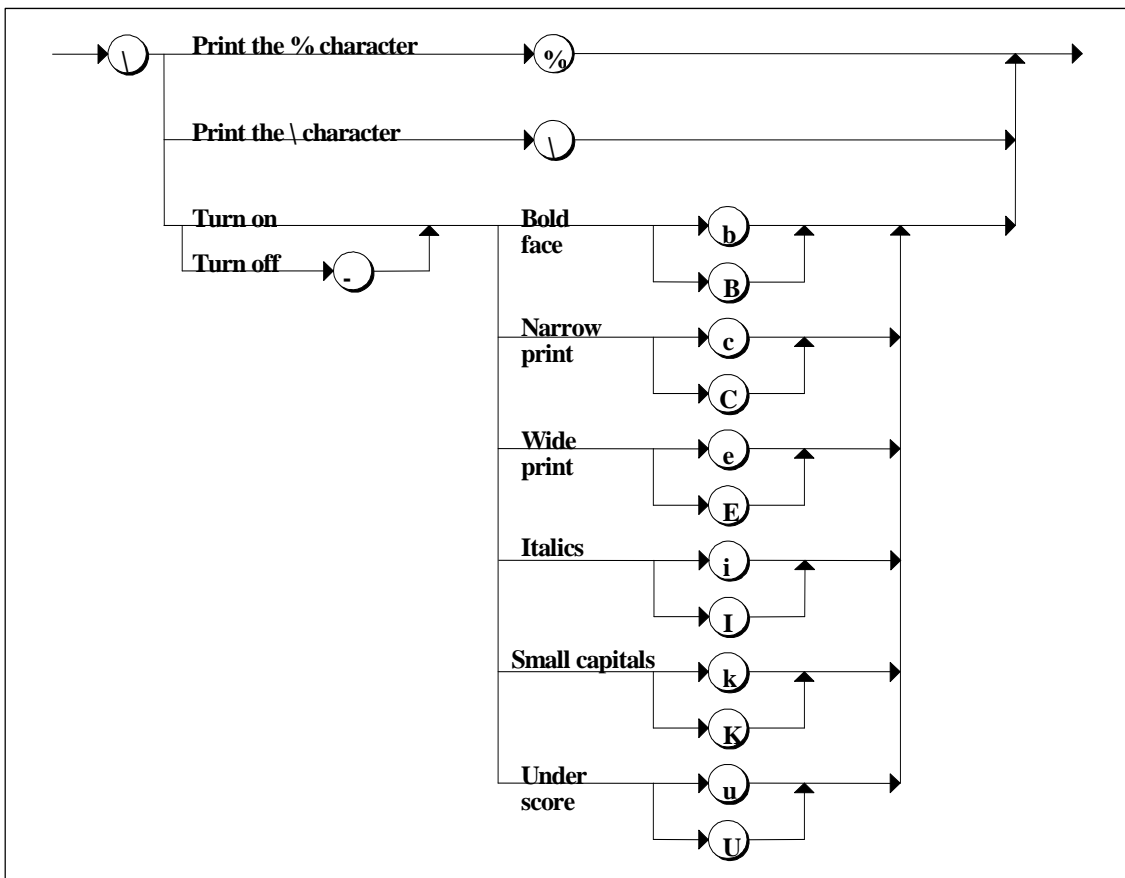 \
Print the % character
%
Print the \ character
\
Turn on
Turn off
-
Bold
face
b
B
Narrow
print
c
C
Wide
print
e
E
Italics
i
I
Small capitals
k
K
Under
score
u
U